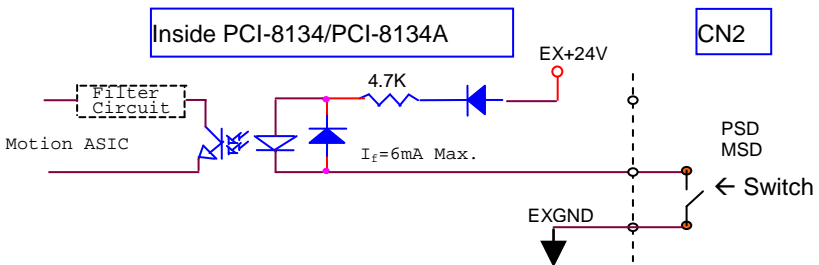 Inside PCI-8134/PCI-8134A
CN2
EX+24V
4.7K
Filter
Circuit
PSD
MSD
Motion ASIC
If=6mA Max.
← Switch
EXGND